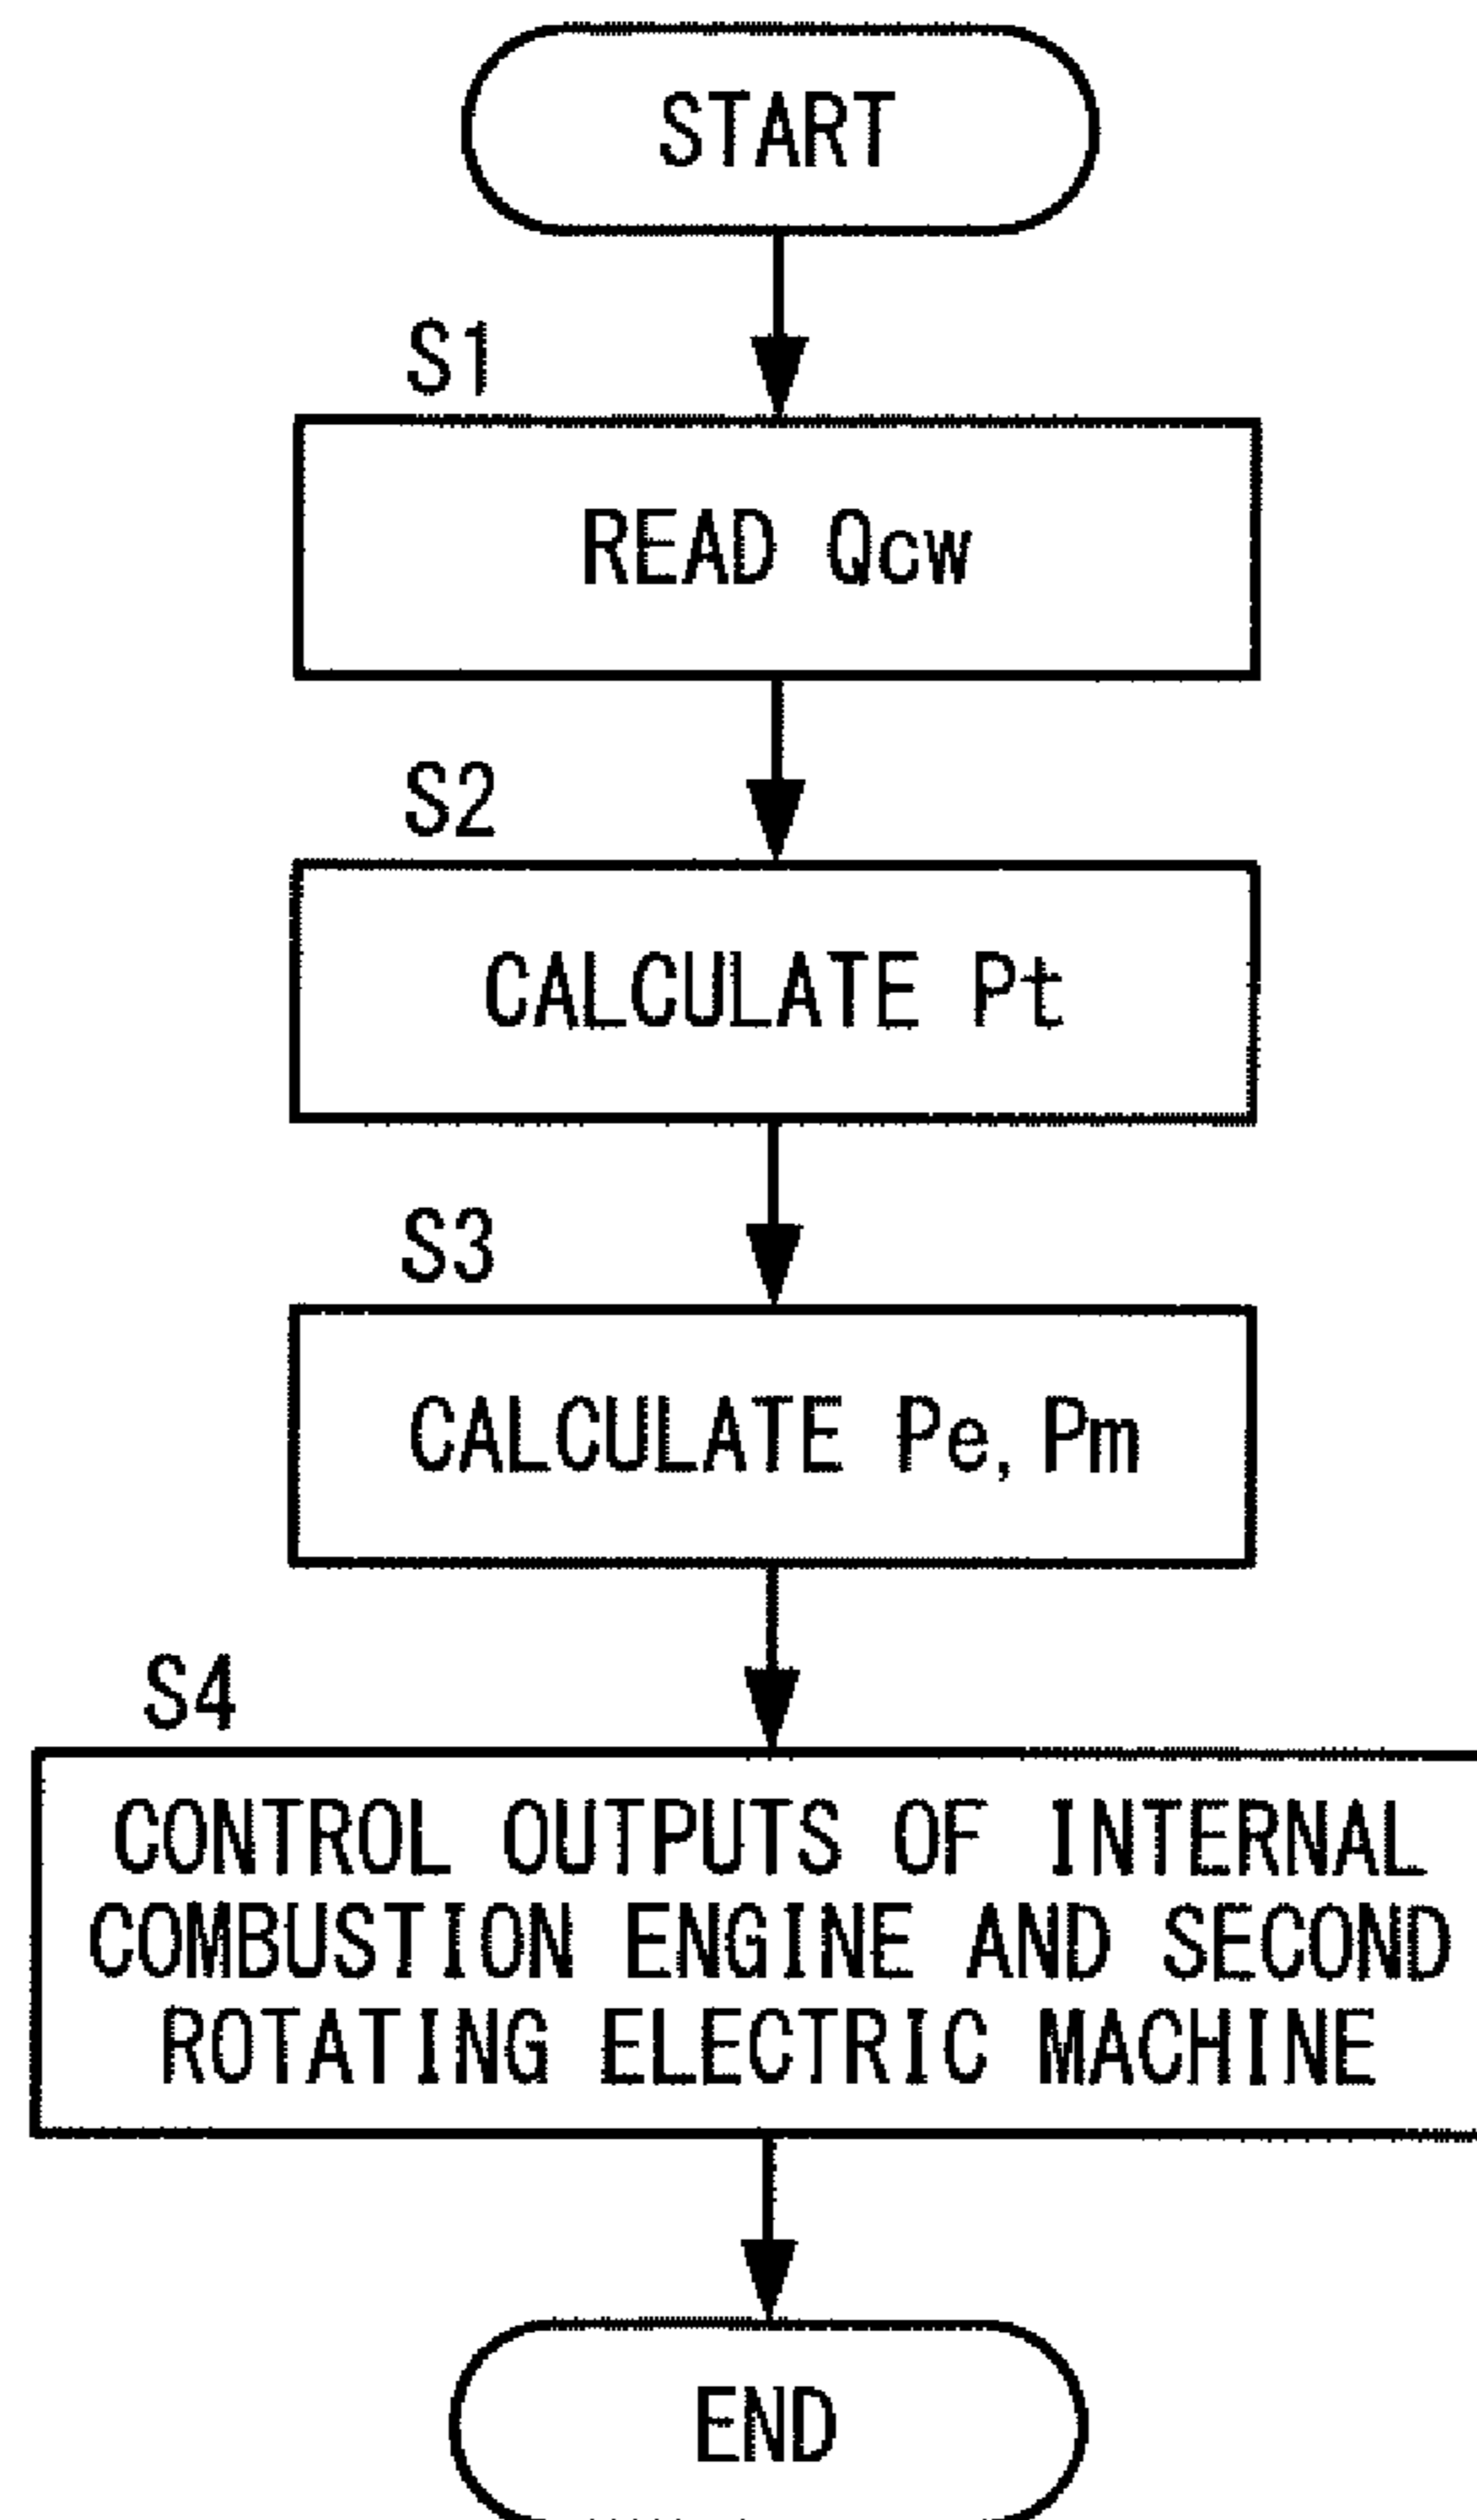 START
S1
READ Qcw
S2
CALCULATE Pt
S3
CALCULATE Pe, Pm
S4
CONTROL OUTPUTS OF INTERNAL
COMBUSTION ENGINE AND SECOND
ROTATING ELECTRIC MACHINE
END